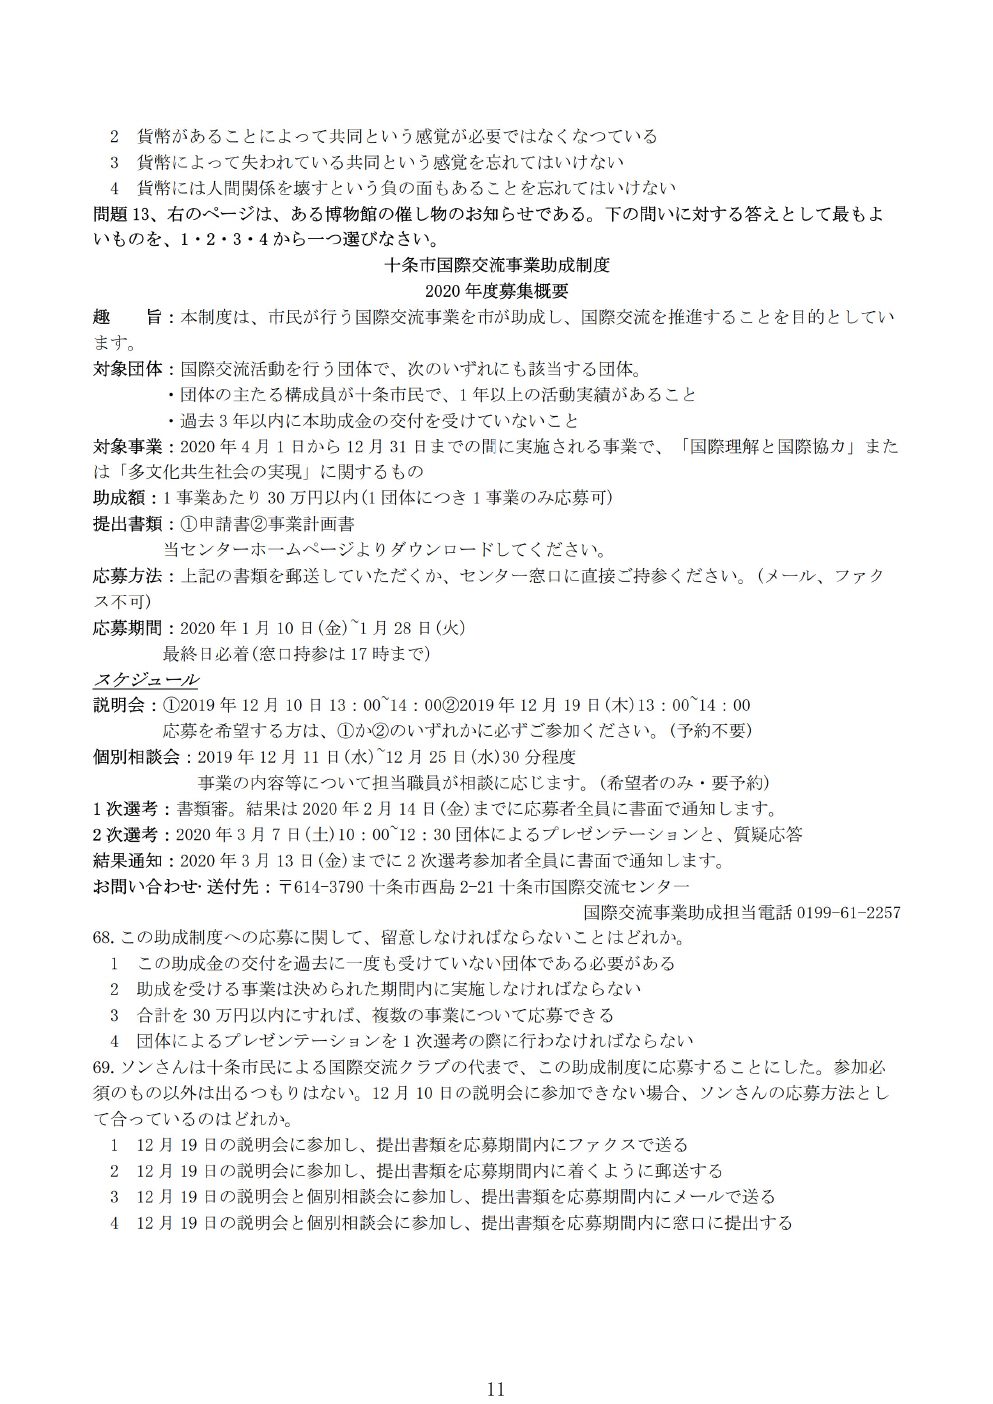 2 貨幣があることによって共同という感覚が必要ではなくなつている
3 貨幣によって失われている共同という感覚を忘れてはいけない
4 貨幣には人間関係を壊すという負の面もあることを忘れてはいけない
問題 13、右のページは、ある博物館の催し物のお知らせである。下の問いに対する答えとして最もよ
いものを、1・2・3・4 から一つ選びなさい。
十条市国際交流事業助成制度
2020 年度募集概要
趣　　旨：本制度は、市民が行う国際交流事業を市が助成し、国際交流を推進することを目的としてい
ます。
対象団体：国際交流活動を行う団体で、次のいずれにも該当する団体。
・団体の主たる構成員が十条市民で、1 年以上の活動実績があること
・過去 3 年以内に本助成金の交付を受けていないこと
対象事業：2020 年 4 月 1 日から 12 月 31 日までの間に実施される事業で、「国際理解と国際協力」また
は「多文化共生社会の実現」に関するもの
助成額：1 事業あたり 30 万円以内(1 団体につき 1 事業のみ応募可)
提出書類：①申請書②事業計画書
当センターホームページよりダウンロードしてください。
応募方法：上記の書類を郵送していただくか、センター窓口に直接ご持参ください。(メール、ファク
ス不可)
応募期間：2020 年 1 月 10 日(金)~1 月 28 日(火)
最終日必着(窓口持参は 17 時まで)
スケジュール
説明会：①2019 年 12 月 10 日 13：00~14：00②2019 年 12 月 19 日(木)13：00~14：00
応募を希望する方は、①か②のいずれかに必ずご参加ください。(予約不要)
個別相談会：2019 年 12 月 11 日(水)~12 月 25 日(水)30 分程度
事業の内容等について担当職員が相談に応じます。(希望者のみ・要予約)
1 次選考：書類審。結果は 2020 年 2 月 14 日(金)までに応募者全員に書面で通知します。
2 次選考：2020 年 3 月 7 日(土)10：00~12：30 団体によるプレゼンテーションと、質疑応答
結果通知：2020 年 3 月 13 日(金)までに 2 次選考参加者全員に書面で通知します。
お問い合わせ·送付先：〒614-3790 十条市西島 2-21 十条市国際交流センター
国際交流事業助成担当電話 0199-61-2257
68. この助成制度への応募に関して、留意しなければならないことはどれか。
1 この助成金の交付を過去に一度も受けていない団体である必要がある
2 助成を受ける事業は決められた期間内に実施しなければならない
3 合計を 30 万円以内にすれば、複数の事業について応募できる
4 団体によるプレゼンテーションを 1 次選考の際に行わなければならない
69. ソンさんは十条市民による国際交流クラブの代表で、この助成制度に応募することにした。参加必
須のもの以外は出るつもりはない。12 月 10 日の説明会に参加できない場合、ソンさんの応募方法とし
て合っているのはどれか。
1 12 月 19 日の説明会に参加し、提出書類を応募期間内にファクスで送る
2 12 月 19 日の説明会に参加し、提出書類を応募期間内に着くように郵送する
3 12 月 19 日の説明会と個別相談会に参加し、提出書類を応募期間内にメールで送る
4 12 月 19 日の説明会と個別相談会に参加し、提出書類を応募期間内に窓口に提出する
11